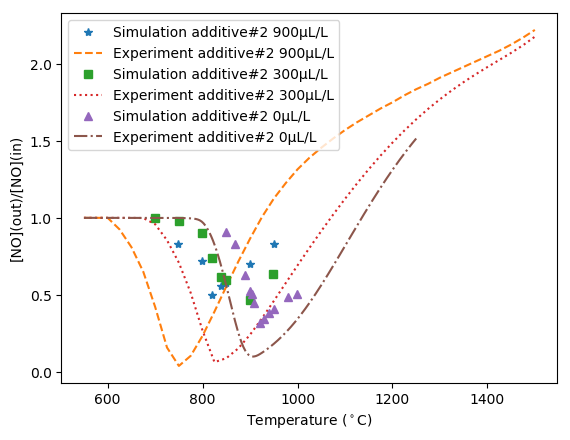 Simulation additive#2 900μL/L
Experiment additive#2 900μL/L
Simulation additive#2 300μL/L
Experiment additive#2 300μL/L
Simulation additive#2 0μL/L
Experiment additive#2 0μL/L
[NO](out)/[NO](in)
2.0
1.5
1.0
0.5
0.0
600 800 1000 1200 1400
Temperature (°C)